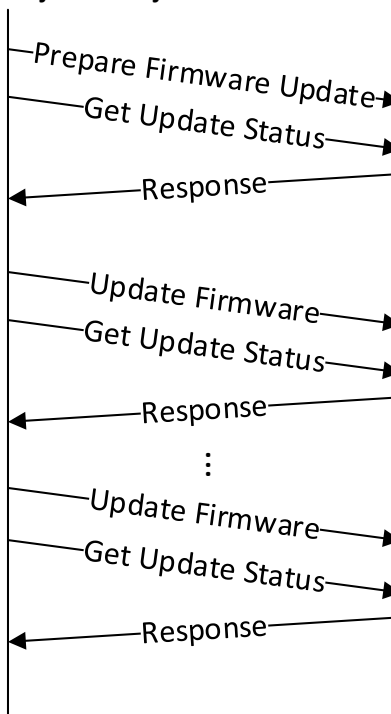 Prepare Firmware Update
Get Update Status
Response
Update Firmware
Get Update Status
Response
⋮
Update Firmware
Get Update Status
Response